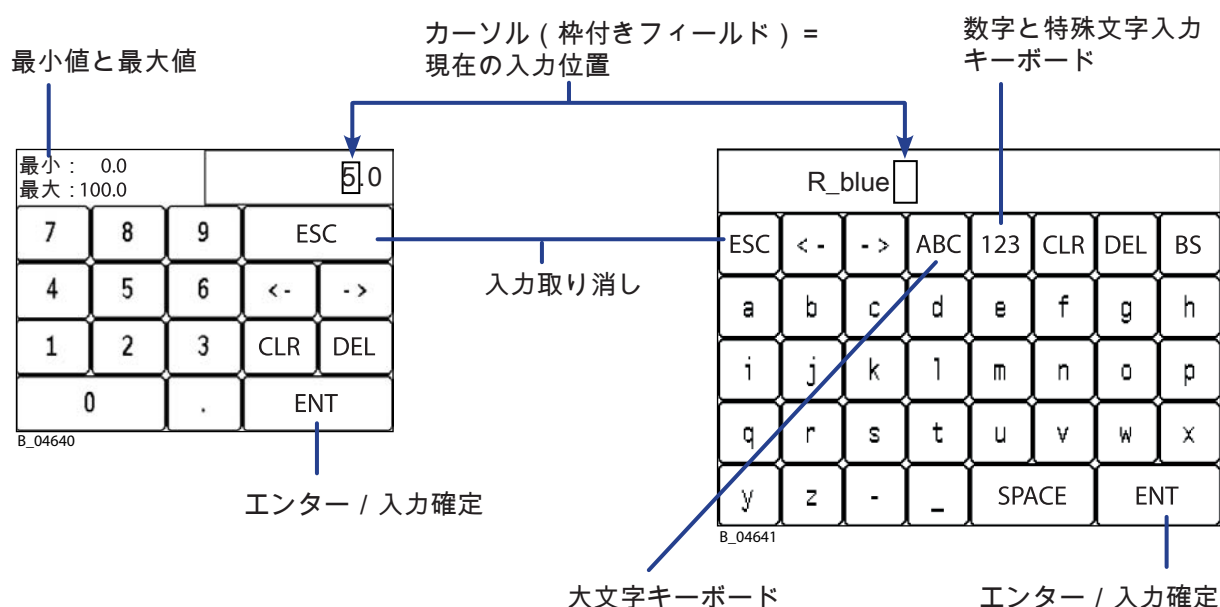 最小値と最大値
カーソル ( 枠付きフィールド ) =
現在の入力位置
数字と特殊文字入力
キーボード
最小 : 0.0
最大 : 100.0
5.0
7 8 9 ESC
4 5 6 <- ->
1 2 3 CLR DEL
0 . ENT
B_04640
入力取り消し
エンター / 入力確定
R_blue
ESC <- -> ABC 123 CLR DEL BS
a b c d e f g h
i j k l m n o p
q r s t u v w x
y z - _ SPACE ENT
B_04641
大文字キーボード
エンター / 入力確定